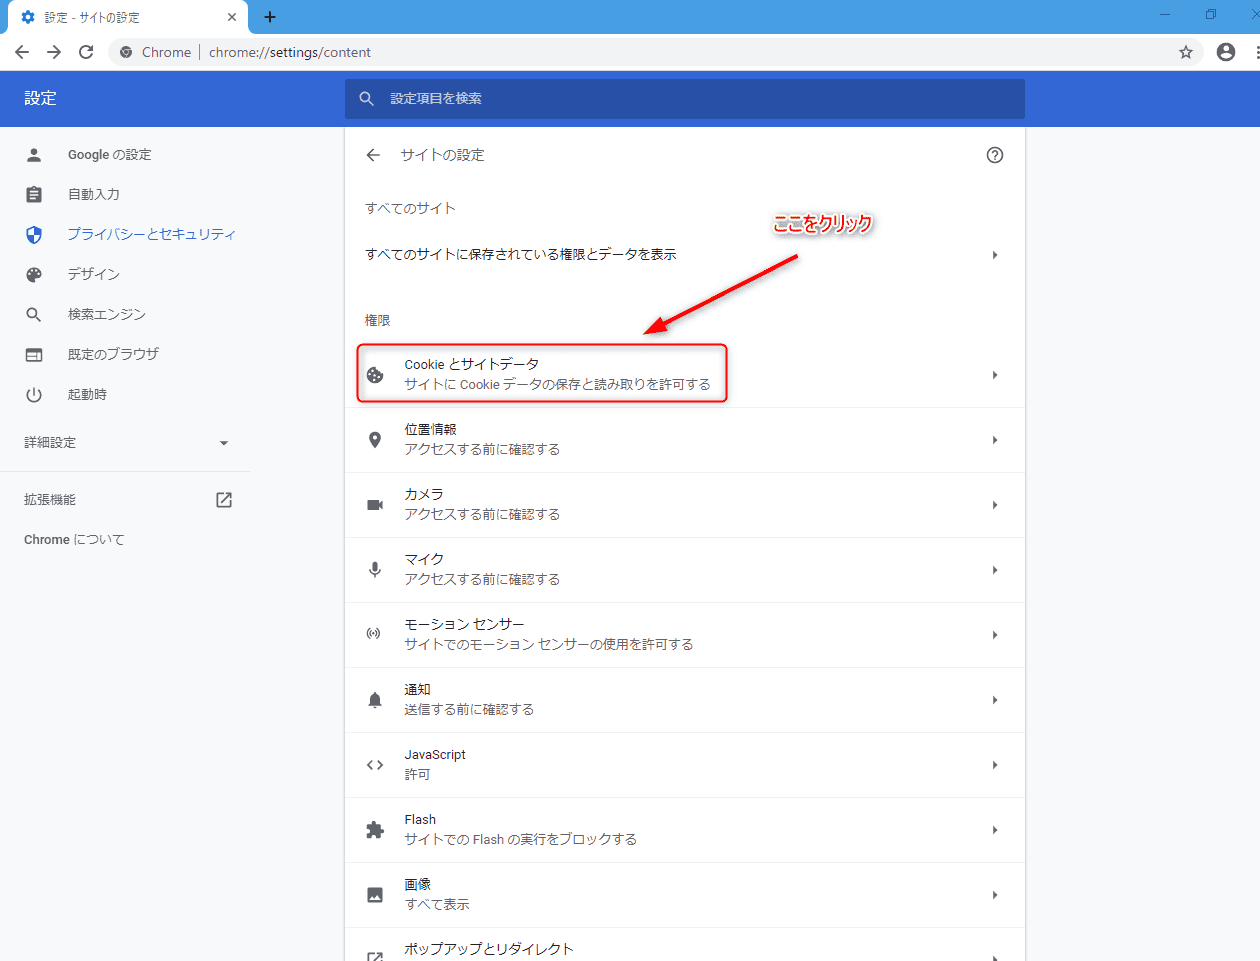 設定 - サイトの設定
Chrome
chrome://settings/content
設定
設定項目を検索
Google の設定
自動入力
プライバシーとセキュリティ
デザイン
検索エンジン
既定のブラウザ
起動時
詳細設定
拡張機能
Chrome について
サイトの設定
すべてのサイト
ここをクリック
すべてのサイトに保存されている権限とデータを表示
権限
Cookie とサイトデータ
サイトに Cookie データの保存と読み取りを許可する
位置情報
アクセスする前に確認する
カメラ
アクセスする前に確認する
マイク
アクセスする前に確認する
モーション センサー
サイトでのモーション センサーの使用を許可する
通知
送信する前に確認する
JavaScript
許可
Flash
サイトでの Flash の実行をブロックする
画像
すべて表示
ポップアップとリダイレクト